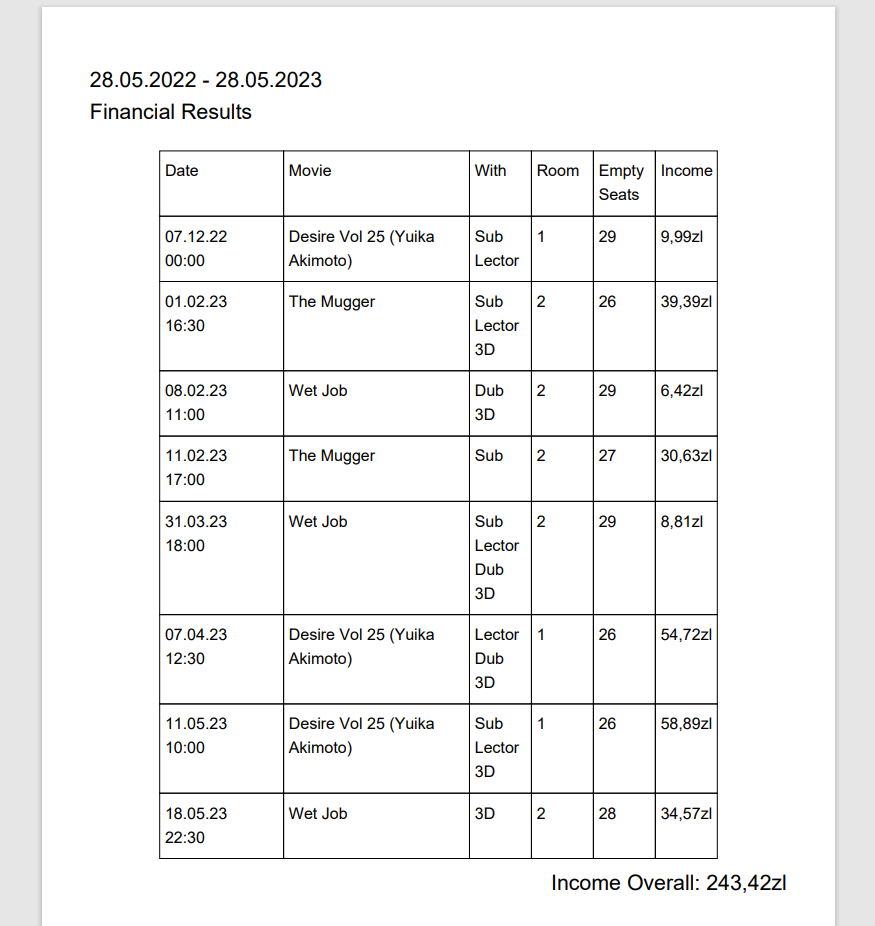 28.05.2022 - 28.05.2023
Financial Results
Date Movie With Room Empty Income
Seats
07.12.22 Desire Vol 25 (Yuika Sub 1 29 9,99zl
00:00 Akimoto) Lector
01.02.23 The Mugger Sub 2 26 39,39zl
16:30 Lector
3D
08.02.23 Wet Job Dub 2 29 6,42zl
11:00 3D
11.02.23 The Mugger Sub 2 27 30,63zl
17:00
31.03.23 Wet Job Sub 2 29 8,81zl
18:00 Lector
Dub
3D
07.04.23 Desire Vol 25 (Yuika Lector 1 26 54,72zl
12:30 Akimoto) Dub
3D
11.05.23 Desire Vol 25 (Yuika Sub 1 26 58,89zl
10:00 Akimoto) Lector
3D
18.05.23 Wet Job 3D 2 28 34,57zl
22:30
Income Overall: 243,42zl